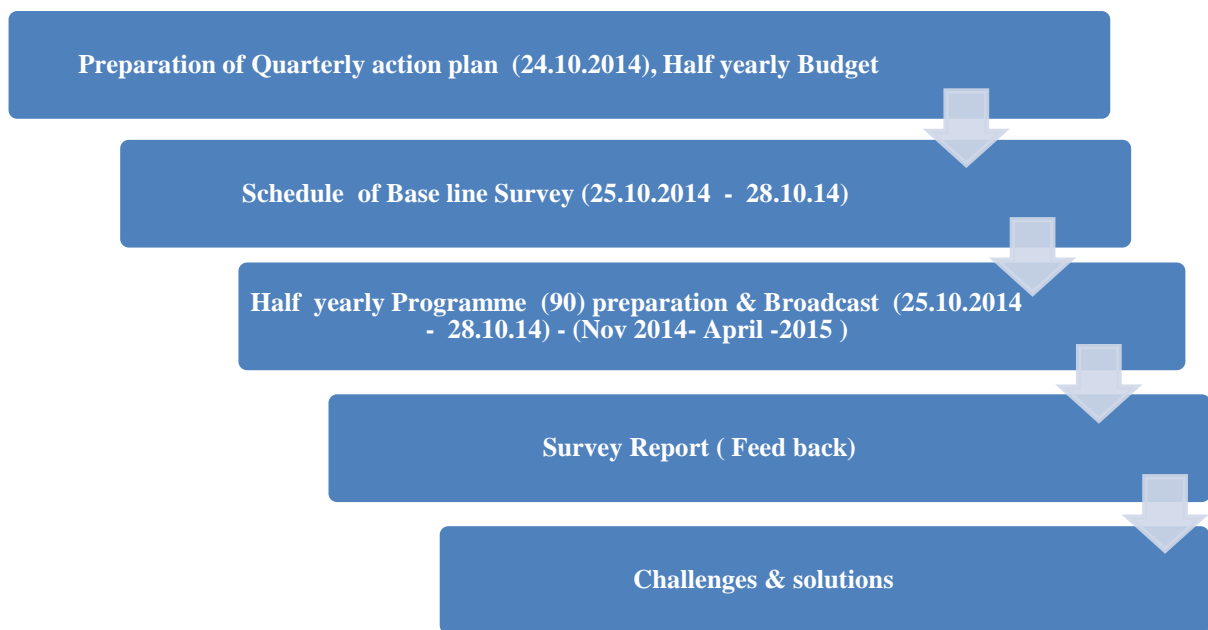 Preparation of Quarterly action plan (24.10.2014), Half yearly Budget
Schedule of Base line Survey (25.10.2014 - 28.10.14)
Half yearly Programme (90) preparation & Broadcast (25.10.2014
- 28.10.14) - (Nov 2014- April -2015 )
Survey Report ( Feed back)
Challenges & solutions